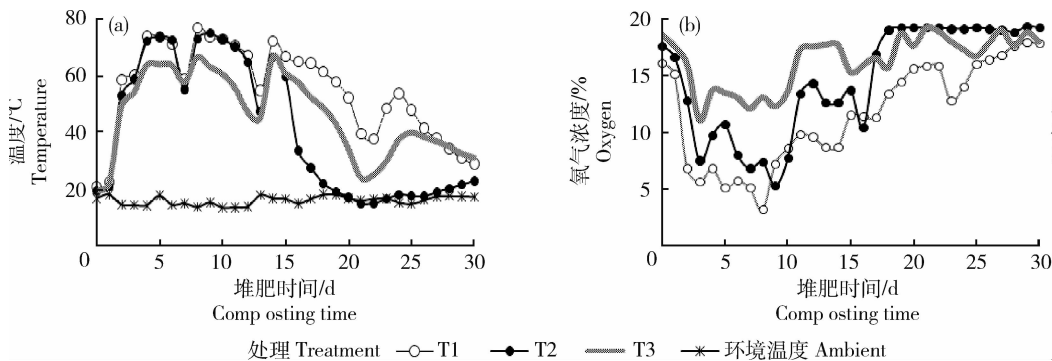 (a)
温度/℃
Temperature
80
60
40
20
0
0 5 10 15 20 25 30
堆肥时间/d
Comp osting time
(b)
氧气浓度/%
Oxygen
20
15
10
5
0
0 5 10 15 20 25 30
堆肥时间/d
Comp osting time
处理 Treatment T1 T2 T3 环境温度 Ambient